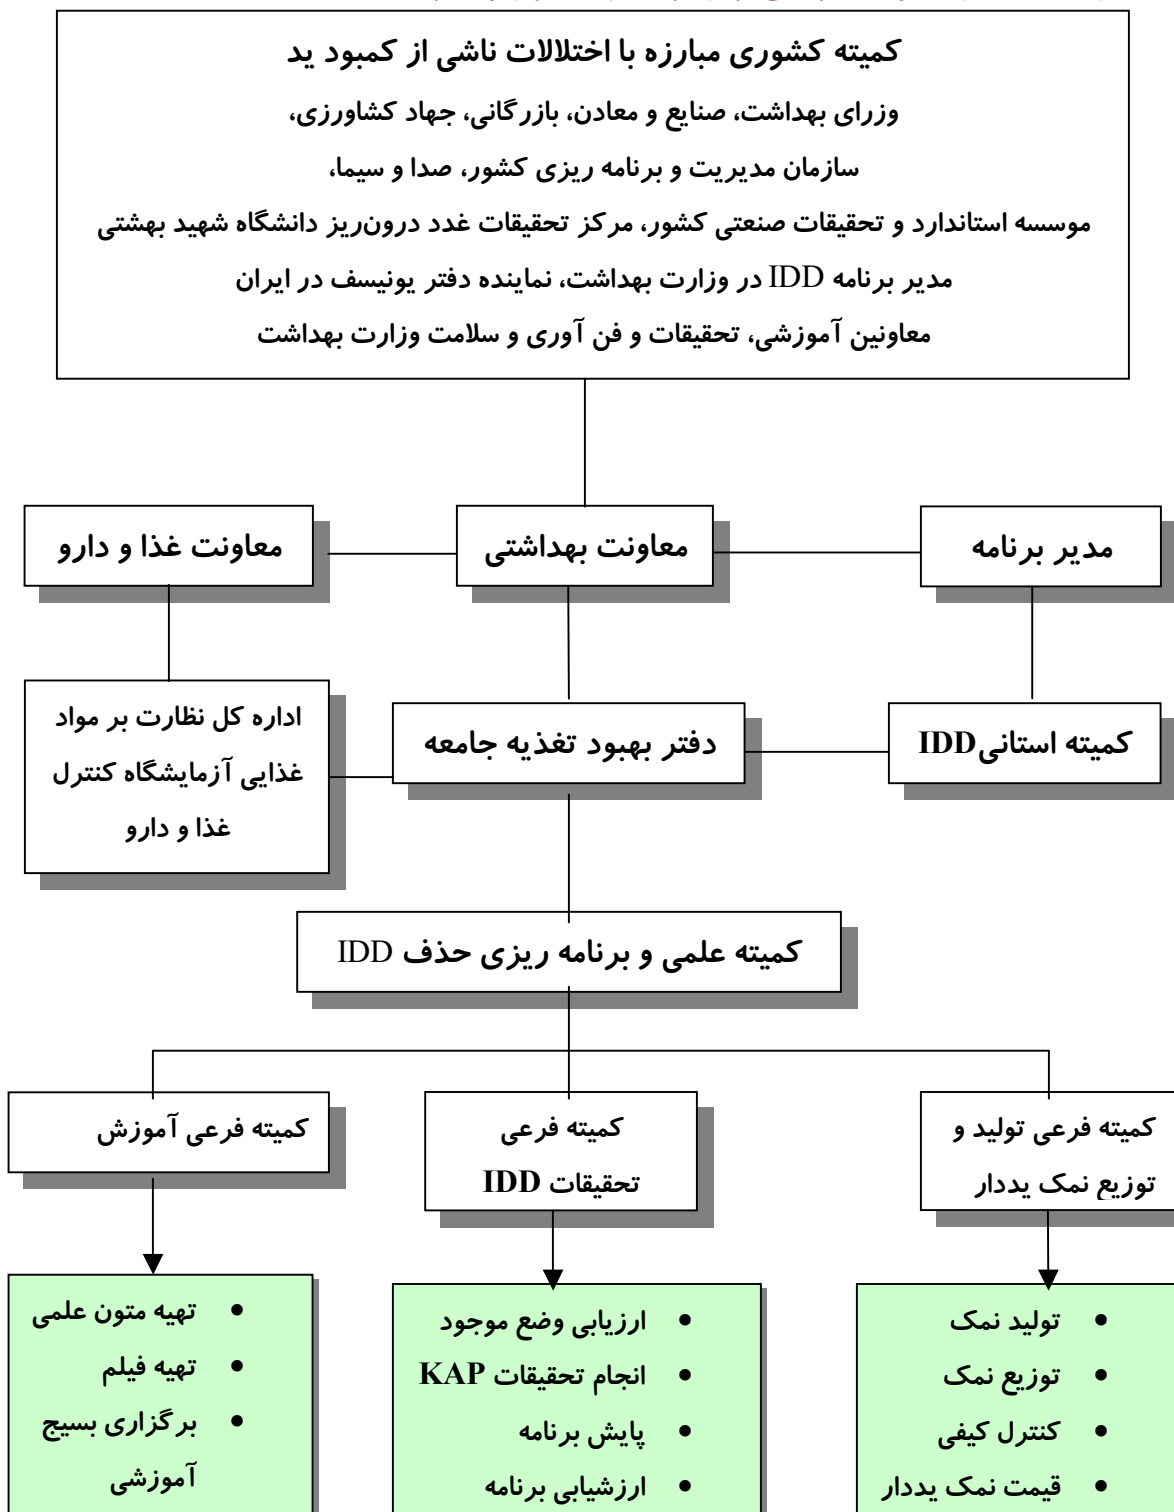 کمیته کشوری مبارزه با اختلالات ناشی از کمبود ید
وزرای بهداشت، صنایع و معادن، بازرگانی، جهاد کشاورزی،
سازمان مدیریت و برنامه ریزی کشور، صدا و سیما،
موسسه استاندارد و تحقیقات صنعتی کشور، مرکز تحقیقات غدد درون‌ریز دانشگاه شهید بهشتی
مدیر برنامه IDD در وزارت بهداشت، نماینده دفتر یونیسف در ایران
معاونین آموزشی، تحقیقات و فن آوری و سلامت وزارت بهداشت
مدیر برنامه
معاونت بهداشتی
معاونت غذا و دارو
کمیته استانی IDD
دفتر بهبود تغذیه جامعه
اداره کل نظارت بر مواد
غذایی آزمایشگاه کنترل
غذا و دارو
کمیته علمی و برنامه ریزی حذف IDD
کمیته فرعی تولید و
توزیع نمک یددار
کمیته فرعی
تحقیقات IDD
کمیته فرعی آموزش
• تولید نمک
• توزیع نمک
• کنترل کیفی
• قیمت نمک یددار
• ارزیابی وضع موجود
• انجام تحقیقات KAP
• پایش برنامه
• ارزشیابی برنامه
• تهیه متون علمی
• تهیه فیلم
• برگزاری بسیج
آموزشی